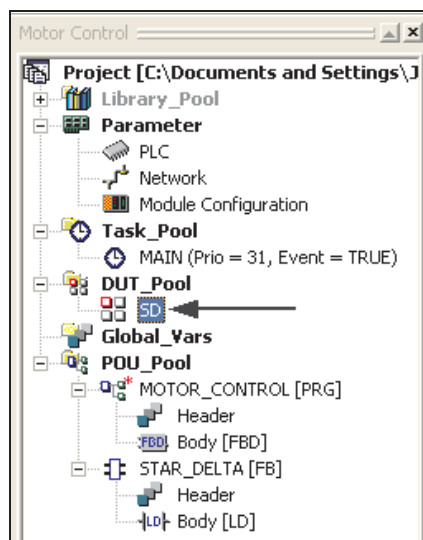 Motor Control
Project [C:\Documents and Settings\J
Library_Pool
Parameter
PLC
Network
Module Configuration
Task_Pool
MAIN (Prio = 31, Event = TRUE)
DUT_Pool
SD
Global_Vars
POU_Pool
MOTOR_CONTROL [PRG]
Header
FBD Body [FBD]
STAR_DELTA [FB]
Header
LD Body [LD]